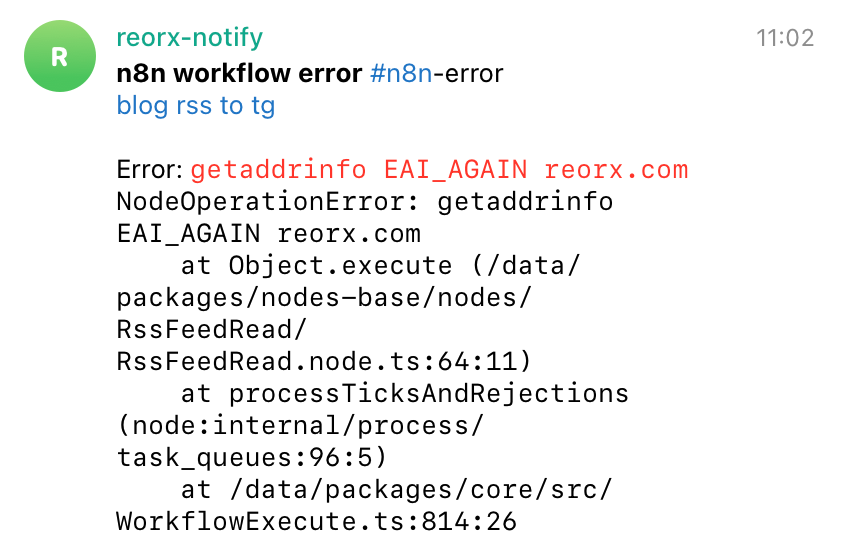 R
reorx-notify 11:02
n8n workflow error #n8n-error
blog rss to tg
Error: getaddrinfo EAI_AGAIN reorx.com
NodeOperationError: getaddrinfo
EAI_AGAIN reorx.com
at Object.execute (/data/
packages/nodes-base/nodes/
RssFeedRead/
RssFeedRead.node.ts:64:11)
at processTicksAndRejections
(node:internal/process/
task_queues:96:5)
at /data/packages/core/src/
WorkflowExecute.ts:814:26